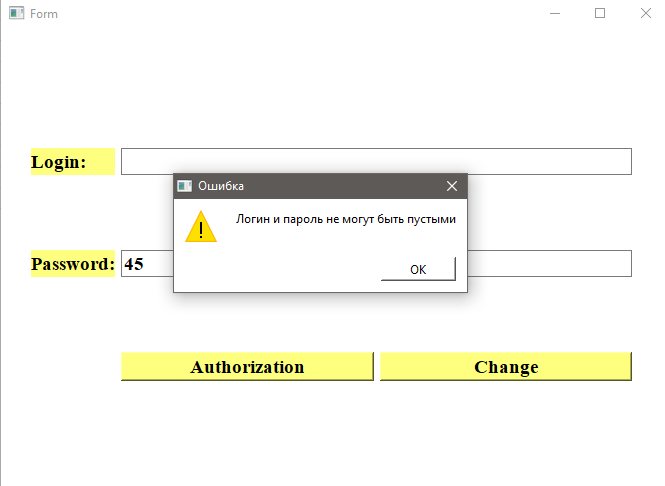 Form
Login:
Ошибка
Логин и пароль не могут быть пустыми
Password: 45
OK
Authorization Change